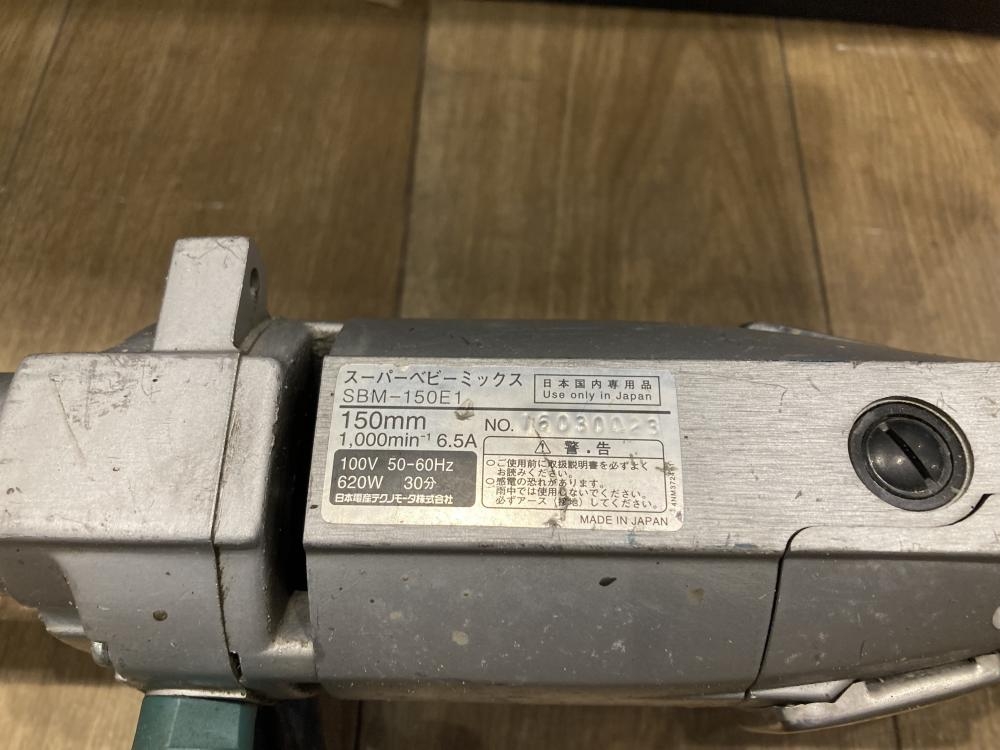 スーパーベビーミックス
SBM-150E1
日本国内専用品
Use only in Japan
150mm
1,000min⁻¹ 6.5A
NO. 16030023
100V 50-60Hz
620W 30分
日本電産テクノモータ株式会社
⚠ 警告
○ご使用前に取扱説明書を必ずよく
お読みください。
○感電の恐れがあります。
雨中では使用しないでください。
必ずアース(接地)してください。
MADE IN JAPAN